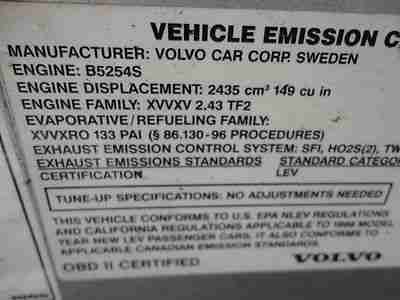 VEHICLE EMISSION C
MANUFACTURER: VOLVO CAR CORP. SWEDEN
ENGINE: B5254S
ENGINE DISPLACEMENT: 2435 cm³ 149 cu in
ENGINE FAMILY: XVVXV 2.43 TF2
EVAPORATIVE / REFUELING FAMILY:
XVVXRO 133 PAI (§ 86.130-96 PROCEDURES)
EXHAUST EMISSION CONTROL SYSTEM: SFI, HO2S(2), TW
EXHAUST EMISSIONS STANDARDS STANDARD CATEGOR
CERTIFICATION LEV
TUNE-UP SPECIFICATIONS: NO ADJUSTMENTS NEEDED
THIS VEHICLE CONFORMS TO U.S. EPA NLEV REGULATIONS
AND CALIFORNIA REGULATIONS APPLICABLE TO 1999 MODEL
YEAR NEW LEV PASSENGER CARS. IT ALSO CONFORMS TO
APPLICABLE CANADIAN EMISSION STANDARDS.
OBD II CERTIFIED VOLVO